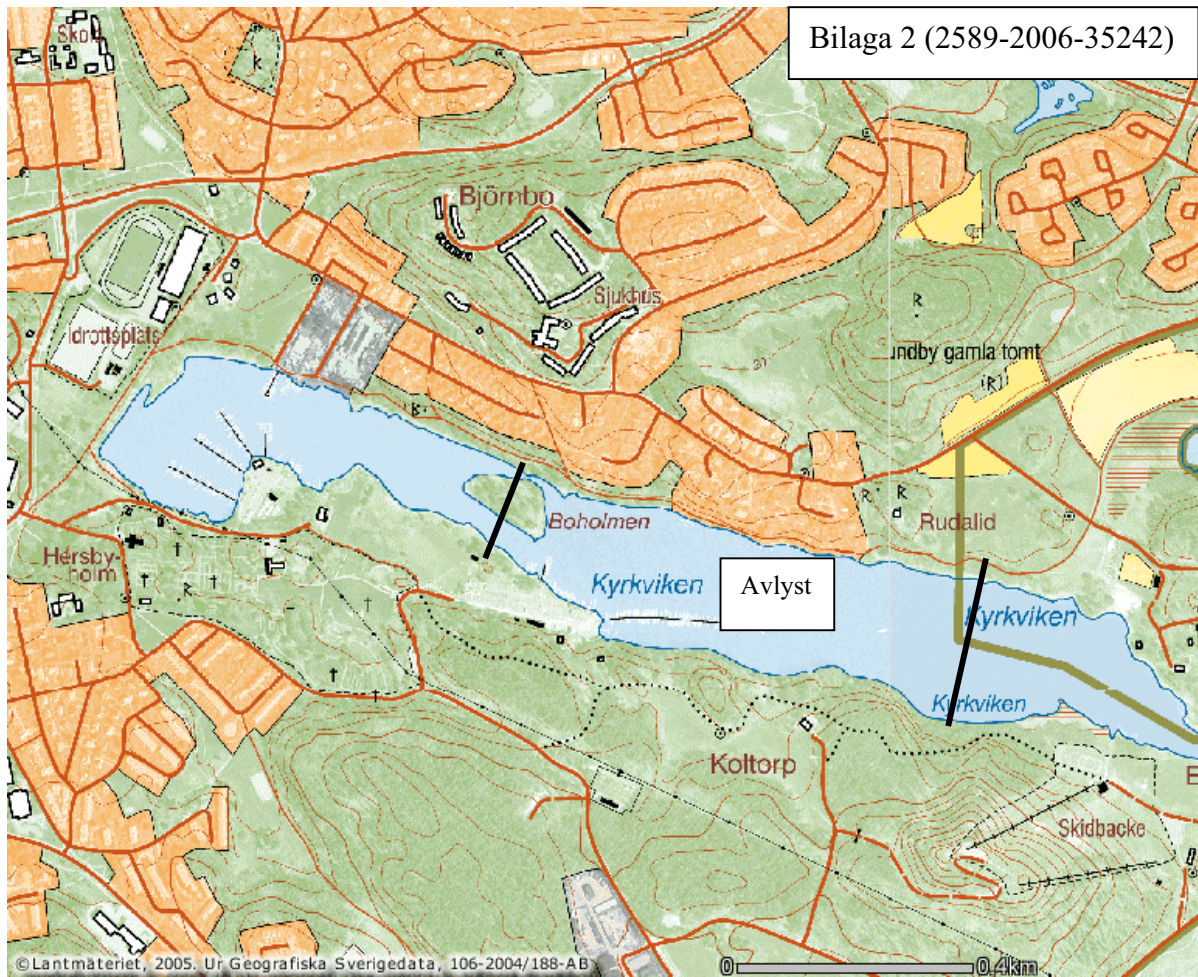 Bilaga 2 (2589-2006-35242)
Skola
K
Björnbo
Sjukhus
Idrottsplats
R
undby gamla tomt
(R)
R
Boholmen
R
R
Rudalid
Hersby-
holm
R
Kyrkviken
Avlyst
Kyrkviken
Kyrkviken
Koltorp
E
Skidbacke
©Lantmäteriet, 2005. Ur Geografiska Sverigedata, 106-2004/188-AB
0
0.4km